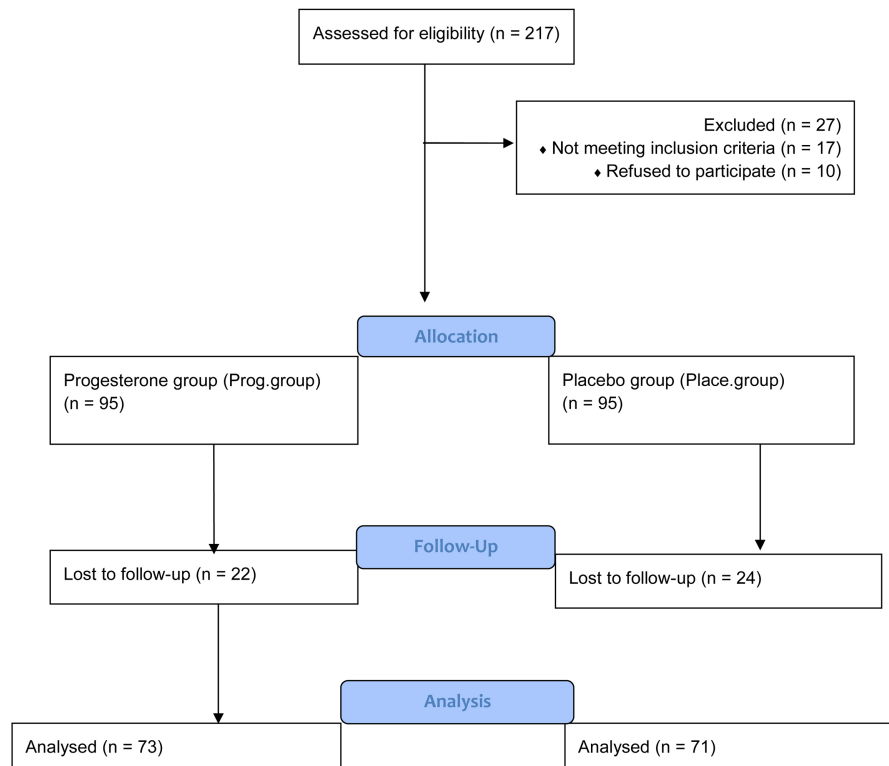 Assessed for eligibility (n = 217)
Excluded (n = 27)
♦ Not meeting inclusion criteria (n = 17)
♦ Refused to participate (n = 10)
Allocation
Progesterone group (Prog.group)
(n = 95)
Placebo group (Place.group)
(n = 95)
Follow-Up
Lost to follow-up (n = 22)
Lost to follow-up (n = 24)
Analysis
Analysed (n = 73)
Analysed (n = 71)